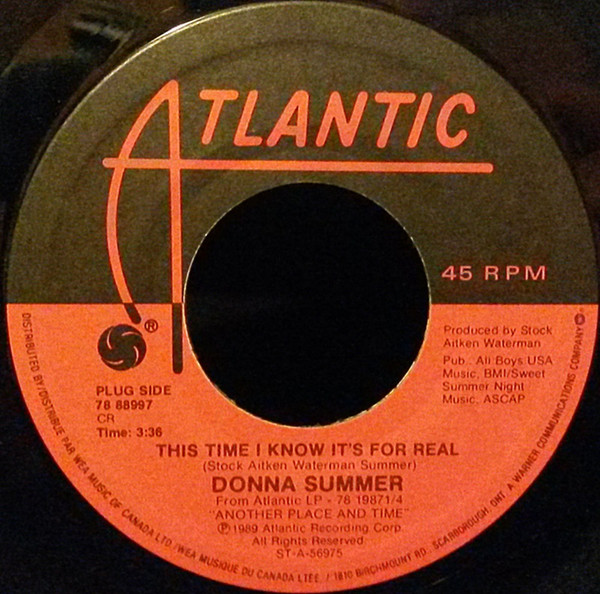 ATLANTIC
45 RPM
®
Produced by Stock
Aitken Waterman
Pub.. All Boys USA
Music, BMI/Sweet
Summer Night
Music, ASCAP
PLUG SIDE
78 88997
CR
Time: 3:36
THIS TIME I KNOW IT'S FOR REAL
(Stock Aitken Waterman Summer)
DONNA SUMMER
From Atlantic LP - 78 19871/4
"ANOTHER PLACE AND TIME"
℗1989 Atlantic Recording Corp.
All Rights Reserved.
ST-A-56975
DISTRIBUTED BY/DISTRIBUE PAR WEA MUSIC OF CANADA LTD./WEA MUSIQUE DU CANADA LTÉE. / 1810 BIRCHMOUNT RD., SCARBOROUGH, ONT. A WARNER COMMUNICATIONS COMPANY